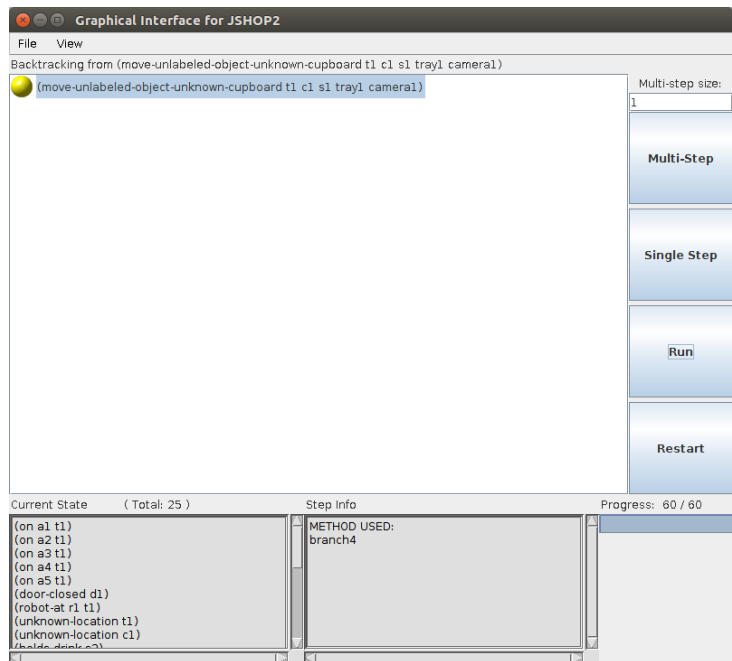 Graphical Interface for JSHOP2
File View
Backtracking from (move-unlabeled-object-unknown-cupboard t1 c1 s1 tray1 camera1)
(move-unlabeled-object-unknown-cupboard t1 c1 s1 tray1 camera1)
Multi-step size:
1
Multi-Step
Single Step
Run
Restart
Current State ( Total: 25 )
Step Info
Progress: 60 / 60
(on a1 t1)
(on a2 t1)
(on a3 t1)
(on a4 t1)
(on a5 t1)
(door-closed d1)
(robot-at r1 t1)
(unknown-location t1)
(unknown-location c1)
(holds-drink s2)
METHOD USED:
branch4